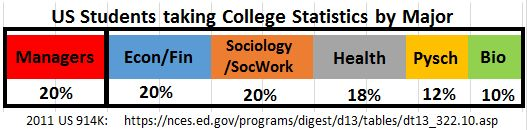 US Students taking College Statistics by Major
Managers Econ/Fin Sociology /SocWork Health Pysch Bio
20% 20% 20% 18% 12% 10%
2011 US 914K: https://nces.ed.gov/programs/digest/d13/tables/dt13_322.10.asp